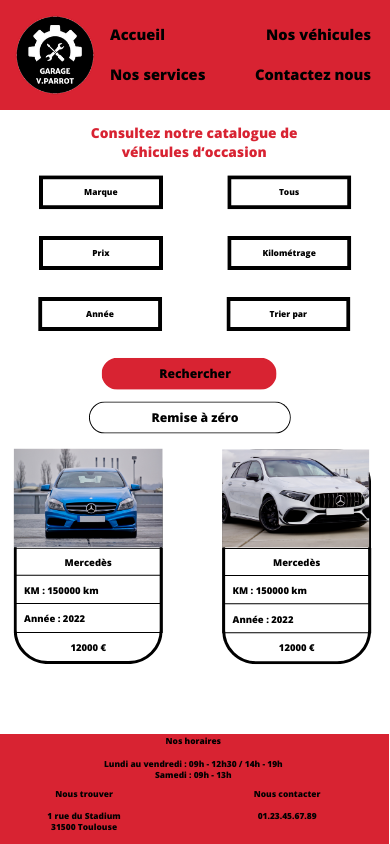 GARAGE
V.PARROT
Accueil
Nos véhicules
Nos services
Contactez nous
Consultez notre catalogue de
véhicules d'occasion
Marque
Tous
Prix
Kilométrage
Année
Trier par
Rechercher
Remise à zéro
Mercedès
KM : 150000 km
Année : 2022
12000 €
Mercedès
KM : 150000 km
Année : 2022
12000 €
Nos horaires
Lundi au vendredi : 09h - 12h30 / 14h - 19h
Samedi : 09h - 13h
Nous trouver
1 rue du Stadium
31500 Toulouse
Nous contacter
01.23.45.67.89